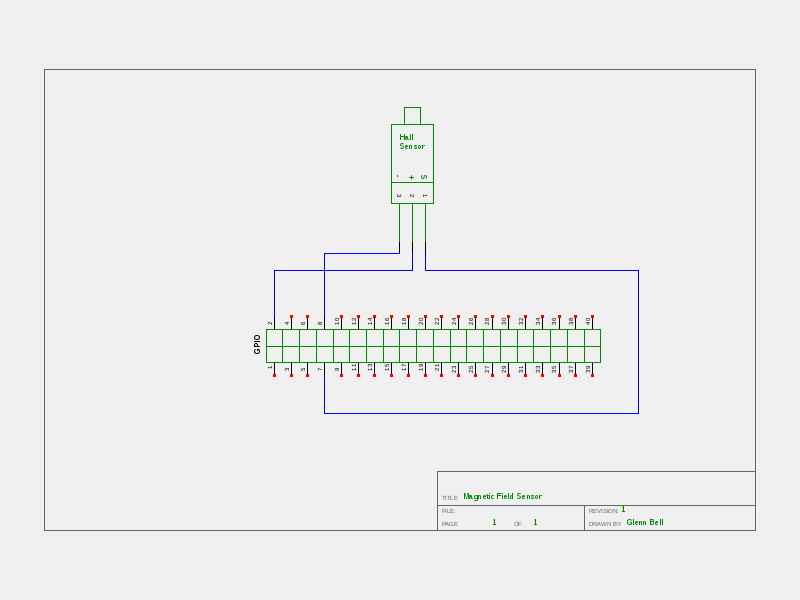 Hall
Sensor
- + S
3 2 1
2 4 6 8 10 12 14 16 18 20 22 24 26 28 30 32 34 36 38 40
GPIO
1 3 5 7 9 11 13 15 17 19 21 23 25 27 29 31 33 35 37 39
TITLE: Magnetic Field Sensor
FILE: REVISION: 1
PAGE 1 OF 1 DRAWN BY: Glenn Bell